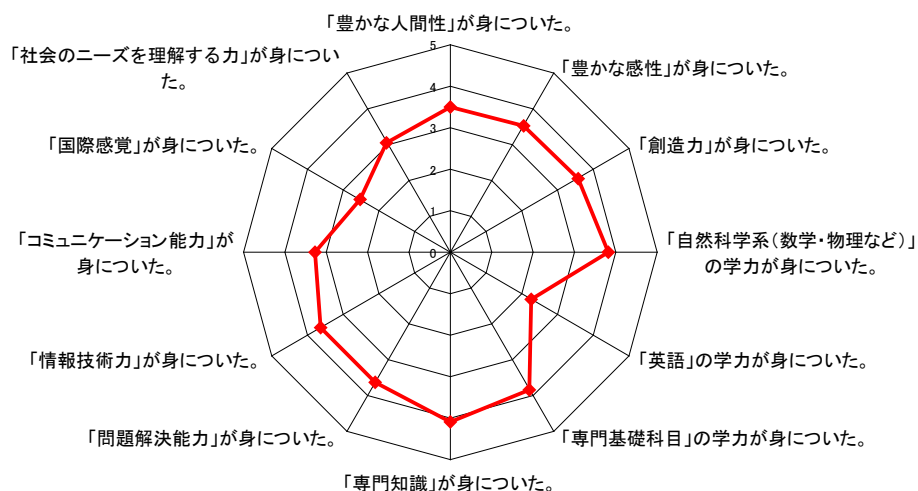 「豊かな人間性」が身についた。
「豊かな感性」が身についた。
「創造力」が身についた。
「自然科学系（数学・物理など）」
の学力が身についた。
「英語」の学力が身についた。
「専門基礎科目」の学力が身についた。
「専門知識」が身についた。
「問題解決能力」が身についた。
「情報技術力」が身についた。
「コミュニケーション能力」が
身についた。
「国際感覚」が身についた。
「社会のニーズを理解する力」が身につい
た。
5
4
3
2
1
0